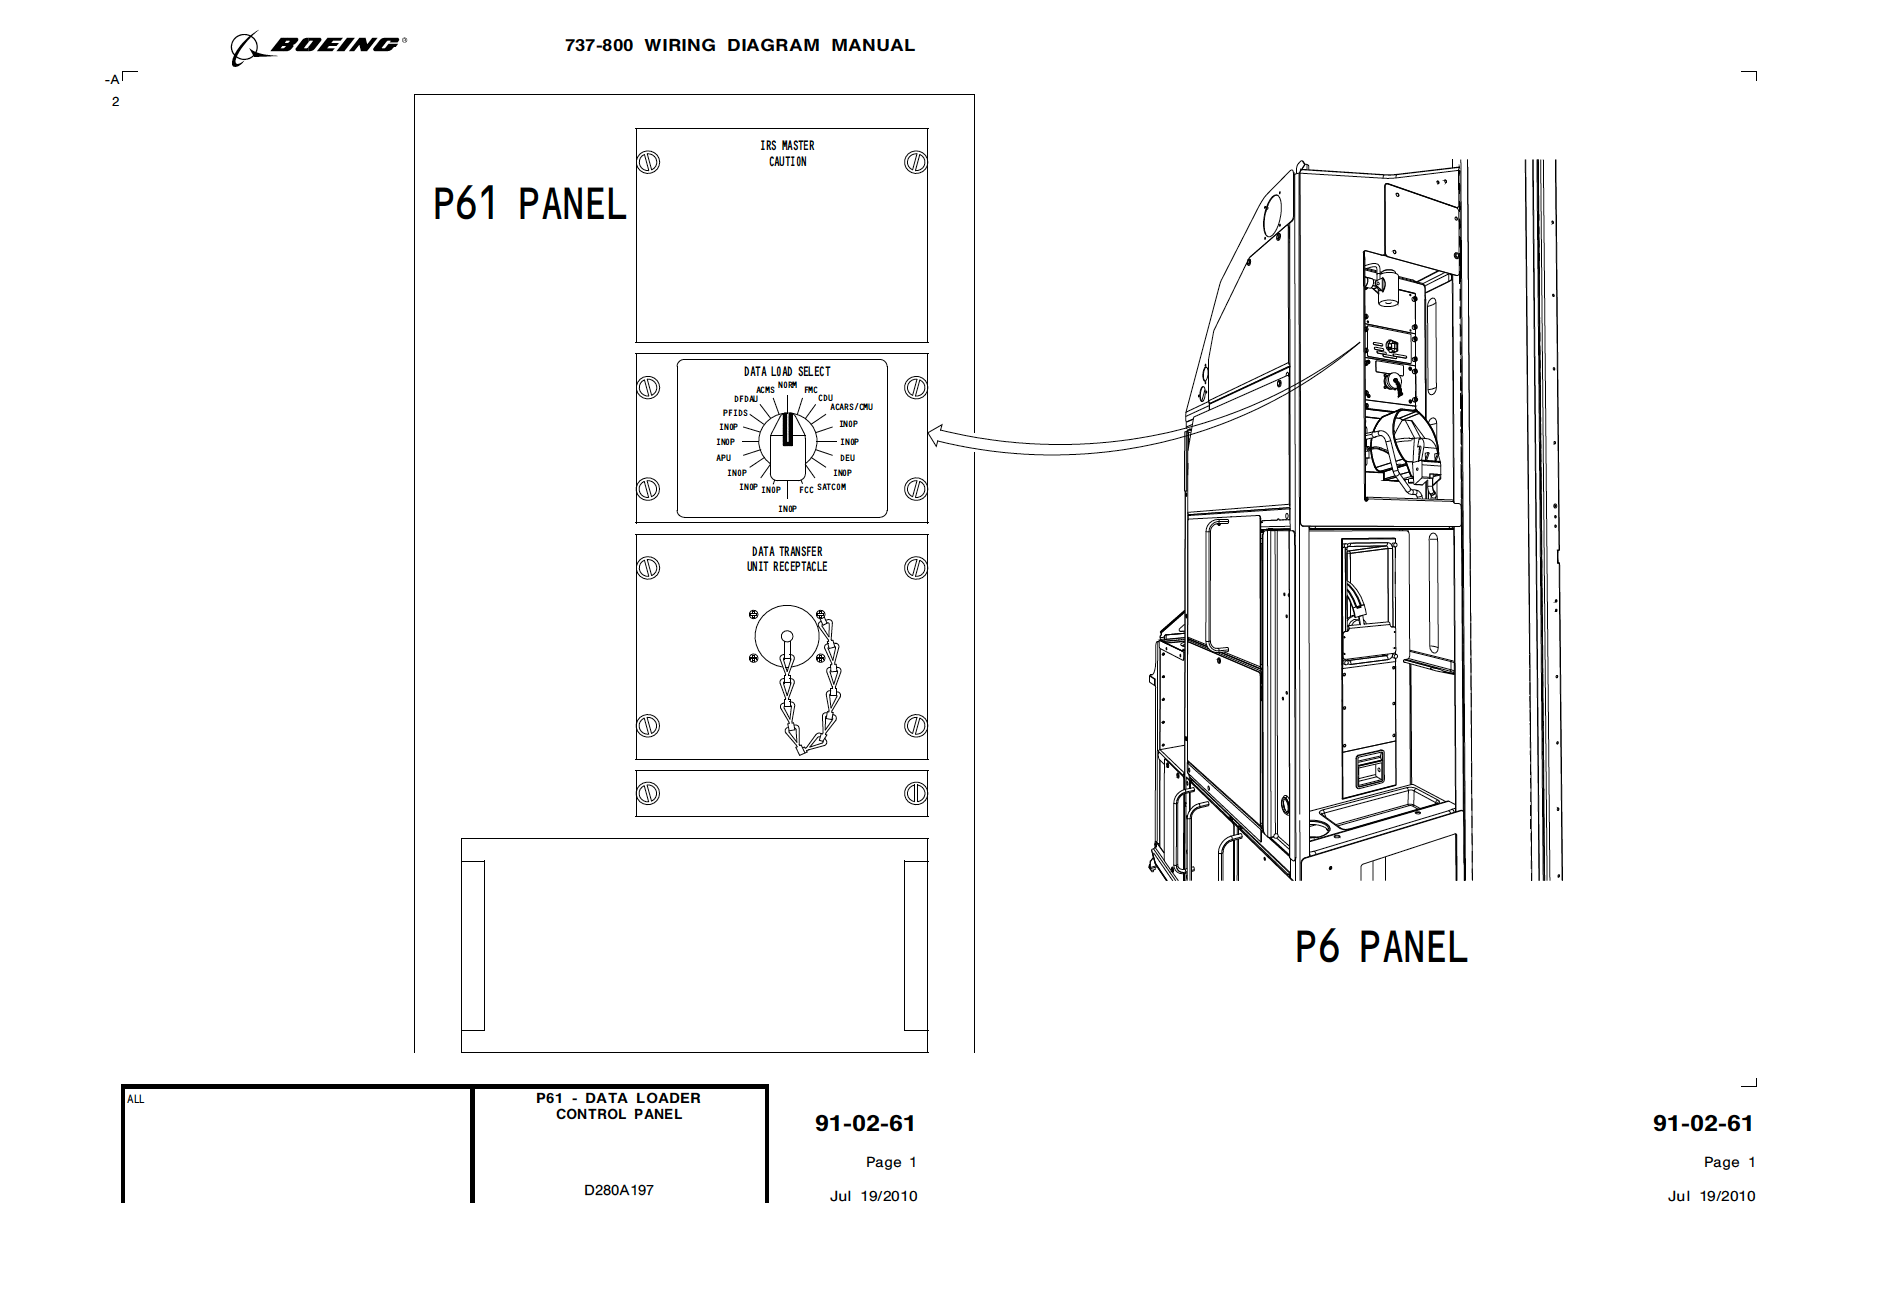 BOEING®
737-800 WIRING DIAGRAM MANUAL
-A
2
P61 PANEL
IRS MASTER
CAUTION
DATA LOAD SELECT
NORM
ACMS
FMC
DFDAU
CDU
PFIDS
ACARS/CMU
INOP
INOP
INOP
INOP
APU
DEU
INOP
INOP
INOP
INOP
FCC
SATCOM
INOP
DATA TRANSFER
UNIT RECEPTACLE
P6 PANEL
ALL
P61 - DATA LOADER
CONTROL PANEL
D280A197
91-02-61
Page 1
Jul 19/2010
91-02-61
Page 1
Jul 19/2010